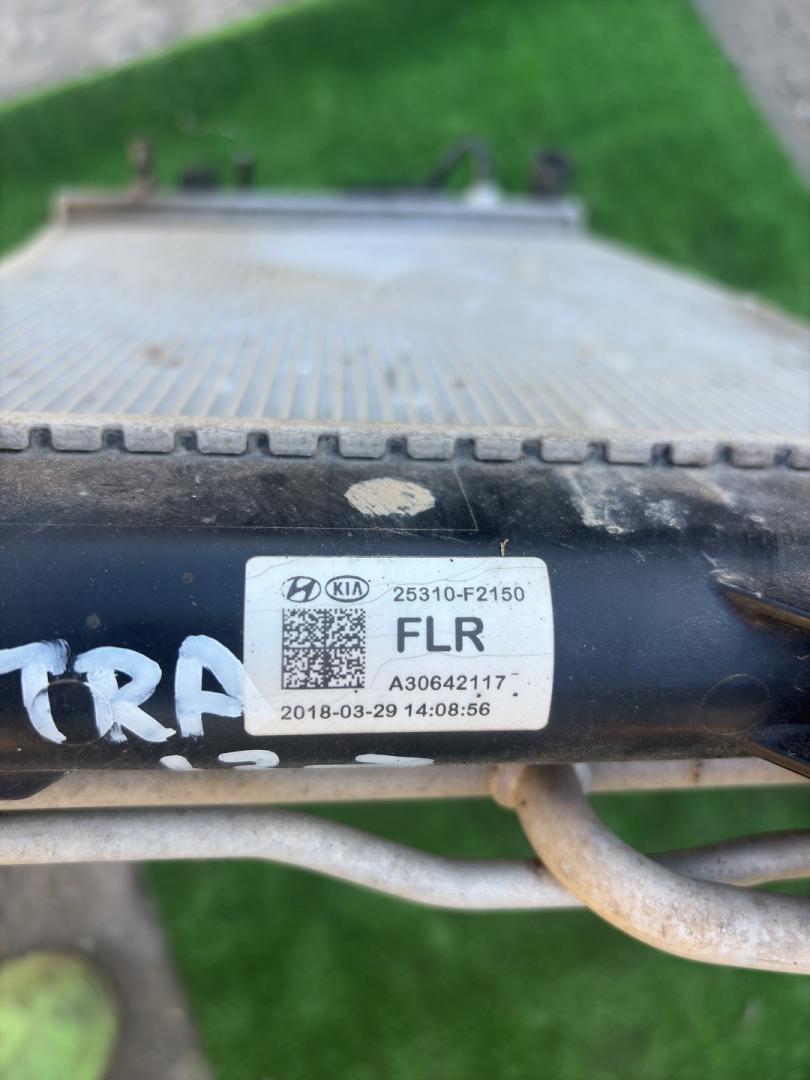 KIA 25310-F2150
FLR
A30642117
2018-03-29 14:08:56
TRA